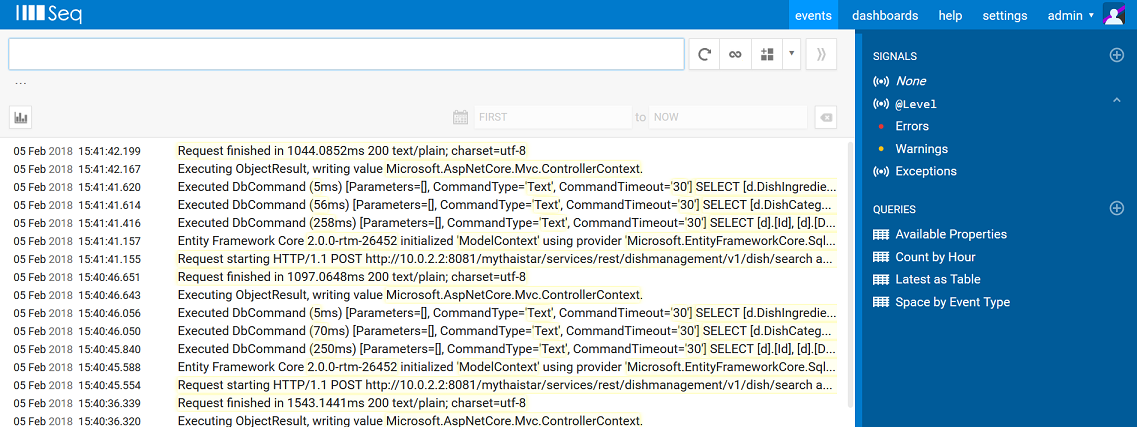 Seq
events dashboards help settings admin
...
FIRST to NOW
05 Feb 2018 15:41:42.199 Request finished in 1044.0852ms 200 text/plain; charset=utf-8
05 Feb 2018 15:41:42.167 Executing ObjectResult, writing value Microsoft.AspNetCore.Mvc.ControllerContext.
05 Feb 2018 15:41:41.620 Executed DbCommand (5ms) [Parameters=[], CommandType='Text', CommandTimeout='30'] SELECT [d.DishIngredie...
05 Feb 2018 15:41:41.614 Executed DbCommand (56ms) [Parameters=[], CommandType='Text', CommandTimeout='30'] SELECT [d.DishCateg...
05 Feb 2018 15:41:41.416 Executed DbCommand (258ms) [Parameters=[], CommandType='Text', CommandTimeout='30'] SELECT [d].[Id], [d].[D...
05 Feb 2018 15:41:41.157 Entity Framework Core 2.0.0-rtm-26452 initialized 'ModelContext' using provider 'Microsoft.EntityFrameworkCore.Sql...
05 Feb 2018 15:41:41.155 Request starting HTTP/1.1 POST http://10.0.2.2:8081/mythaistar/services/rest/dishmanagement/v1/dish/search a...
05 Feb 2018 15:40:46.651 Request finished in 1097.0648ms 200 text/plain; charset=utf-8
05 Feb 2018 15:40:46.643 Executing ObjectResult, writing value Microsoft.AspNetCore.Mvc.ControllerContext.
05 Feb 2018 15:40:46.056 Executed DbCommand (5ms) [Parameters=[], CommandType='Text', CommandTimeout='30'] SELECT [d.DishIngredie...
05 Feb 2018 15:40:46.050 Executed DbCommand (70ms) [Parameters=[], CommandType='Text', CommandTimeout='30'] SELECT [d.DishCateg...
05 Feb 2018 15:40:45.840 Executed DbCommand (250ms) [Parameters=[], CommandType='Text', CommandTimeout='30'] SELECT [d].[Id], [d].[D...
05 Feb 2018 15:40:45.588 Entity Framework Core 2.0.0-rtm-26452 initialized 'ModelContext' using provider 'Microsoft.EntityFrameworkCore.Sql...
05 Feb 2018 15:40:45.554 Request starting HTTP/1.1 POST http://10.0.2.2:8081/mythaistar/services/rest/dishmanagement/v1/dish/search a...
05 Feb 2018 15:40:36.339 Request finished in 1543.1441ms 200 text/plain; charset=utf-8
05 Feb 2018 15:40:36.320 Executing ObjectResult, writing value Microsoft.AspNetCore.Mvc.ControllerContext.
SIGNALS
None
@Level
Errors
Warnings
Exceptions
QUERIES
Available Properties
Count by Hour
Latest as Table
Space by Event Type